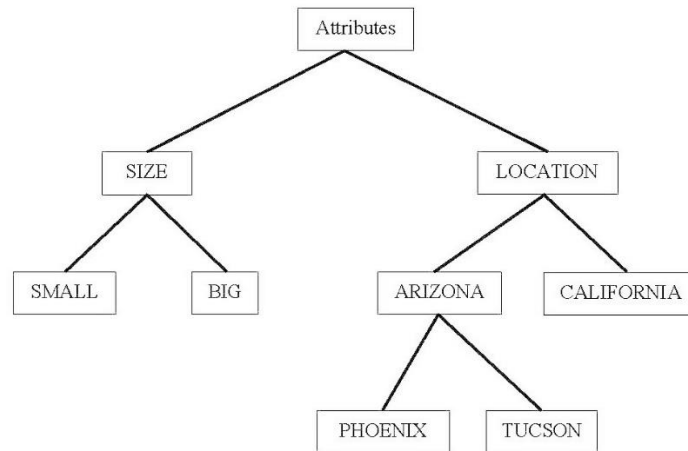 Attributes
SIZE
LOCATION
SMALL
BIG
ARIZONA
CALIFORNIA
PHOENIX
TUCSON